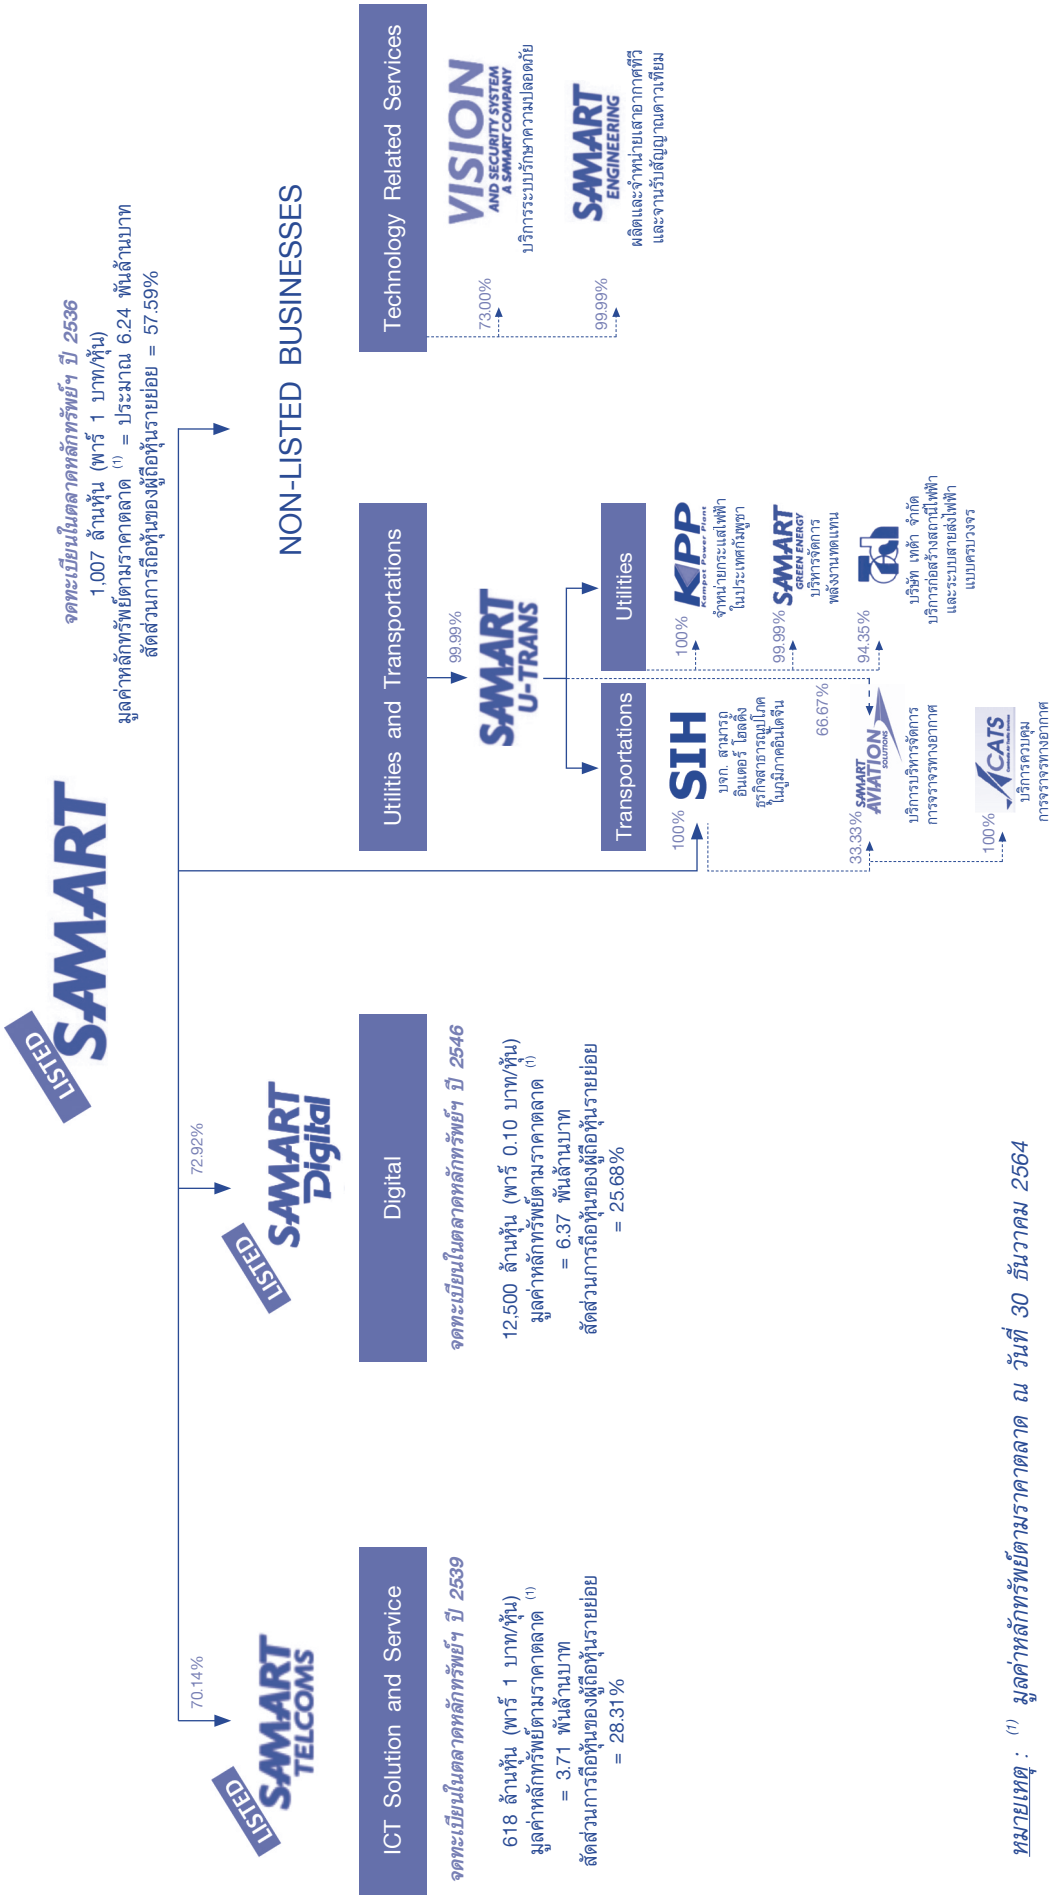 LISTED
SAMART
จดทะเบียนในตลาดหลักทรัพย์ฯ ปี 2536
1,007 ล้านหุ้น (พาร์ 1 บาท/หุ้น)
มูลค่าหลักทรัพย์ตามราคาตลาด (1) = ประมาณ 6.24 พันล้านบาท
สัดส่วนการถือหุ้นของผู้ถือหุ้นรายย่อย = 57.59%
70.14%
LISTED
SAMART
TELCOMS
ICT Solution and Service
จดทะเบียนในตลาดหลักทรัพย์ฯ ปี 2539
618 ล้านหุ้น (พาร์ 1 บาท/หุ้น)
มูลค่าหลักทรัพย์ตามราคาตลาด (1)
= 3.71 พันล้านบาท
สัดส่วนการถือหุ้นของผู้ถือหุ้นรายย่อย
= 28.31%
72.92%
LISTED
SAMART
Digital
Digital
จดทะเบียนในตลาดหลักทรัพย์ฯ ปี 2546
12,500 ล้านหุ้น (พาร์ 0.10 บาท/หุ้น)
มูลค่าหลักทรัพย์ตามราคาตลาด (1)
= 6.37 พันล้านบาท
สัดส่วนการถือหุ้นของผู้ถือหุ้นรายย่อย
= 25.68%
NON-LISTED BUSINESSES
Utilities and Transportations
99.99%
SAMART
U-TRANS
Transportations
100%
SIH
บจก. สามารถ
อินเตอร์ โฮลดิ้ง
ธุรกิจสาธารณูปโภค
ในภูมิภาคอินโดจีน
66.67%
33.33%
SAMART
AVIATION
SOLUTIONS
บริการบริหารจัดการ
การจราจรทางอากาศ
100%
CATS
Cambodia Air Traffic Services
บริการควบคุม
การจราจรทางอากาศ
Utilities
100%
KPP
Kampot Power Plant
จำหน่ายกระแสไฟฟ้า
ในประเทศกัมพูชา
99.99%
SAMART
GREEN ENERGY
บริหารจัดการ
พลังงานทดแทน
94.35%
บริษัท เทด้า จำกัด
บริการก่อสร้างสถานีไฟฟ้า
และระบบสายส่งไฟฟ้า
แบบครบวงจร
Technology Related Services
73.00%
VISION
AND SECURITY SYSTEM
A SAMART COMPANY
บริการระบบรักษาความปลอดภัย
99.99%
SAMART
ENGINEERING
ผลิตและจำหน่ายเสาอากาศทีวี
และจานรับสัญญาณดาวเทียม
หมายเหตุ : (1) มูลค่าหลักทรัพย์ตามราคาตลาด ณ วันที่ 30 ธันวาคม 2564